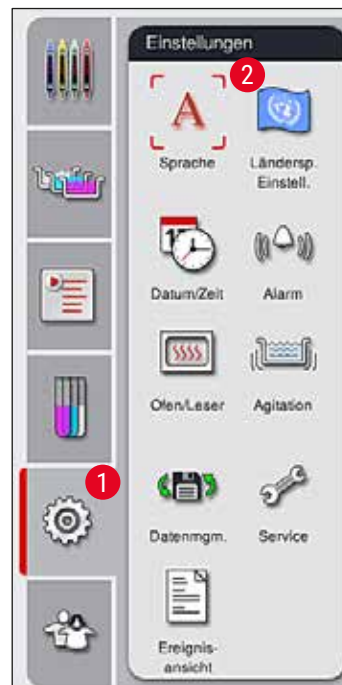 Einstellungen
2
A
Sprache
Ländersp.
Einstell.
Datum/Zeit
Alarm
Ofen/Leser
Agitation
1
Datenmgm.
Service
Ereignis-
ansicht